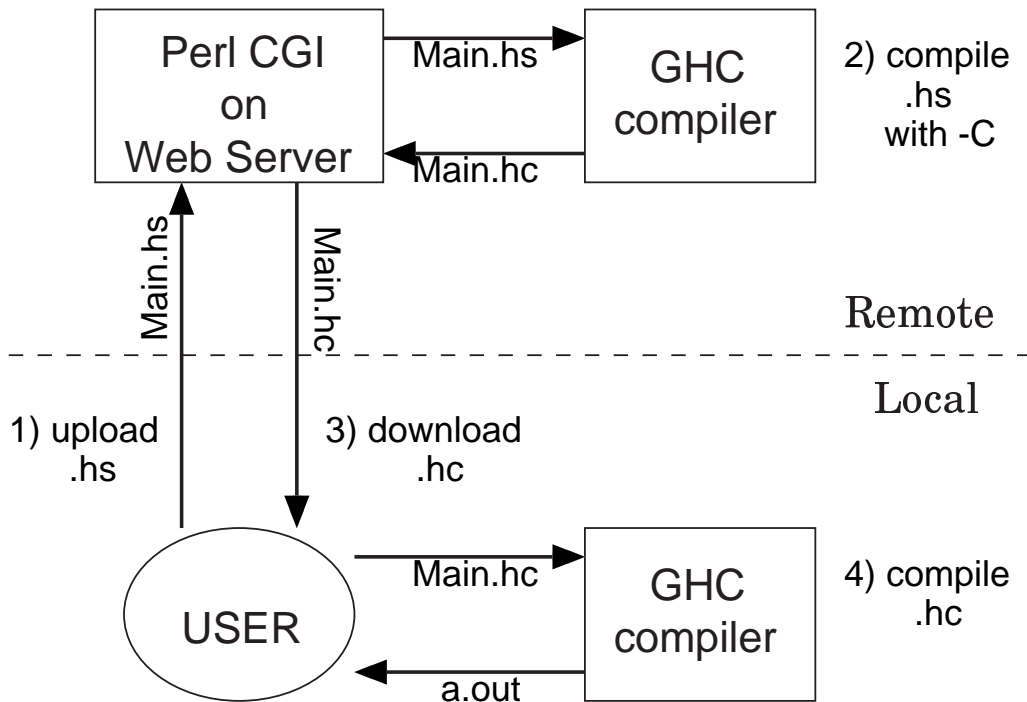 Perl CGI
on
Web Server
Main.hs
Main.hc
GHC
compiler
2) compile
.hs
with -C
Main.hs
Main.hc
Remote
Local
1) upload
.hs
3) download
.hc
USER
Main.hc
a.out
GHC
compiler
4) compile
.hc